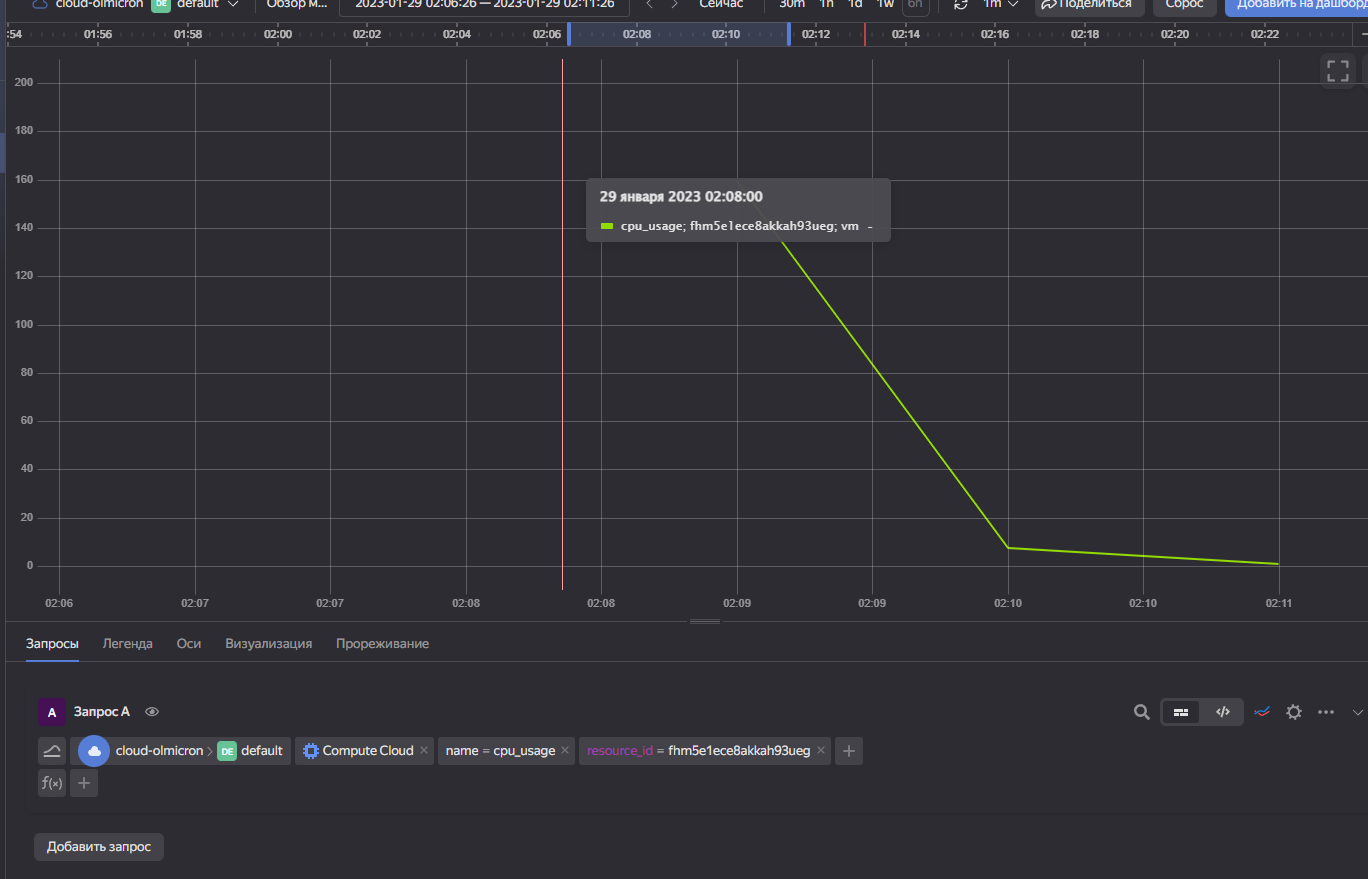 cloud-olmicron DE default Обзор м... 2023-01-29 02:06:26 — 2023-01-29 02:11:26 Сейчас 30m 1h 1d 1w 6h 1m Поделиться Сброс Добавить на дашборд
:54 01:56 01:58 02:00 02:02 02:04 02:06 02:08 02:10 02:12 02:14 02:16 02:18 02:20 02:22
200
180
160
29 января 2023 02:08:00
cpu_usage; fhm5e1ece8akkah93ueg; vm -
140
120
100
80
60
40
20
0
02:06 02:07 02:07 02:08 02:08 02:09 02:09 02:10 02:10 02:11
Запросы Легенда Оси Визуализация Прореживание
A Запрос A </> ...
cloud-olmicron > DE default Compute Cloud × name = cpu_usage × resource_id = fhm5e1ece8akkah93ueg × +
f(x) +
Добавить запрос